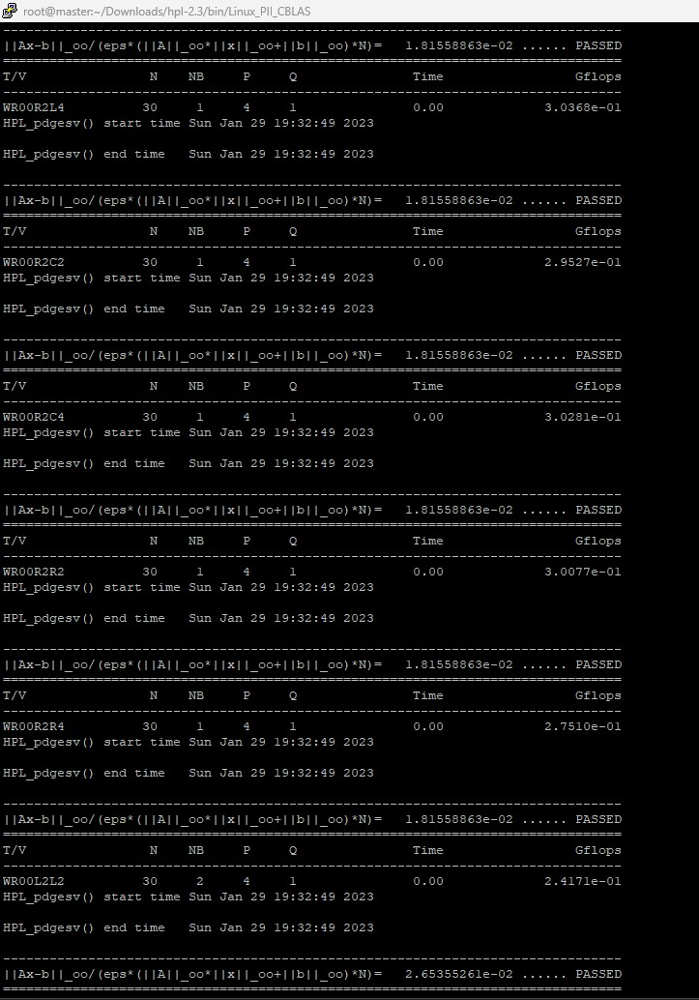 root@master:~/Downloads/hpl-2.3/bin/Linux_PII_CBLAS
--------------------------------------------------------------------------------
||Ax-b||_oo/(eps*(||A||_oo*||x||_oo+||b||_oo)*N)=   1.81558863e-02 ...... PASSED
================================================================================
T/V                N    NB     P     Q               Time                 Gflops
--------------------------------------------------------------------------------
WR00R2L4          30     1     4     1               0.00             3.0368e-01
HPL_pdgesv() start time Sun Jan 29 19:32:49 2023
HPL_pdgesv() end time   Sun Jan 29 19:32:49 2023
--------------------------------------------------------------------------------
||Ax-b||_oo/(eps*(||A||_oo*||x||_oo+||b||_oo)*N)=   1.81558863e-02 ...... PASSED
================================================================================
T/V                N    NB     P     Q               Time                 Gflops
--------------------------------------------------------------------------------
WR00R2C2          30     1     4     1               0.00             2.9527e-01
HPL_pdgesv() start time Sun Jan 29 19:32:49 2023
HPL_pdgesv() end time   Sun Jan 29 19:32:49 2023
--------------------------------------------------------------------------------
||Ax-b||_oo/(eps*(||A||_oo*||x||_oo+||b||_oo)*N)=   1.81558863e-02 ...... PASSED
================================================================================
T/V                N    NB     P     Q               Time                 Gflops
--------------------------------------------------------------------------------
WR00R2C4          30     1     4     1               0.00             3.0281e-01
HPL_pdgesv() start time Sun Jan 29 19:32:49 2023
HPL_pdgesv() end time   Sun Jan 29 19:32:49 2023
--------------------------------------------------------------------------------
||Ax-b||_oo/(eps*(||A||_oo*||x||_oo+||b||_oo)*N)=   1.81558863e-02 ...... PASSED
================================================================================
T/V                N    NB     P     Q               Time                 Gflops
--------------------------------------------------------------------------------
WR00R2R2          30     1     4     1               0.00             3.0077e-01
HPL_pdgesv() start time Sun Jan 29 19:32:49 2023
HPL_pdgesv() end time   Sun Jan 29 19:32:49 2023
--------------------------------------------------------------------------------
||Ax-b||_oo/(eps*(||A||_oo*||x||_oo+||b||_oo)*N)=   1.81558863e-02 ...... PASSED
================================================================================
T/V                N    NB     P     Q               Time                 Gflops
--------------------------------------------------------------------------------
WR00R2R4          30     1     4     1               0.00             2.7510e-01
HPL_pdgesv() start time Sun Jan 29 19:32:49 2023
HPL_pdgesv() end time   Sun Jan 29 19:32:49 2023
--------------------------------------------------------------------------------
||Ax-b||_oo/(eps*(||A||_oo*||x||_oo+||b||_oo)*N)=   1.81558863e-02 ...... PASSED
================================================================================
T/V                N    NB     P     Q               Time                 Gflops
--------------------------------------------------------------------------------
WR00L2L2          30     2     4     1               0.00             2.4171e-01
HPL_pdgesv() start time Sun Jan 29 19:32:49 2023
HPL_pdgesv() end time   Sun Jan 29 19:32:49 2023
--------------------------------------------------------------------------------
||Ax-b||_oo/(eps*(||A||_oo*||x||_oo+||b||_oo)*N)=   2.65355261e-02 ...... PASSED
================================================================================